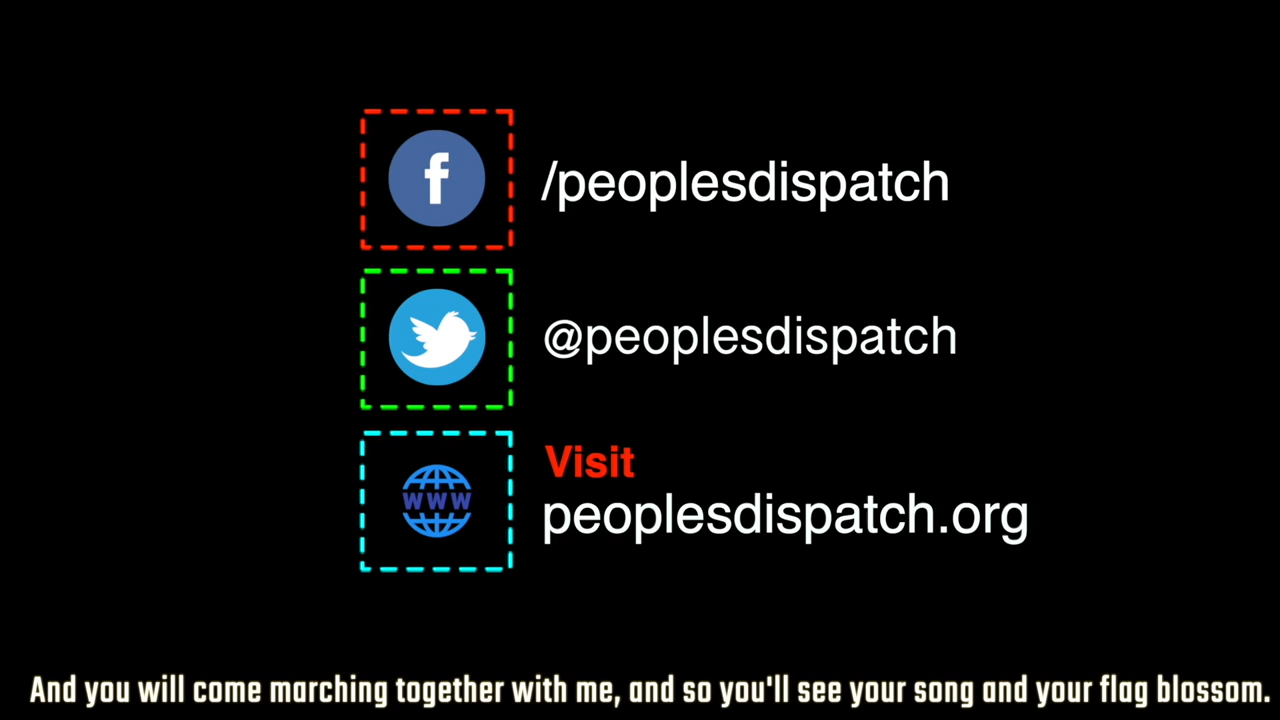 f
/peoplesdispatch
@peoplesdispatch
Visit
www
peoplesdispatch.org
And you will come marching together with me, and so you'll see your song and your flag blossom.